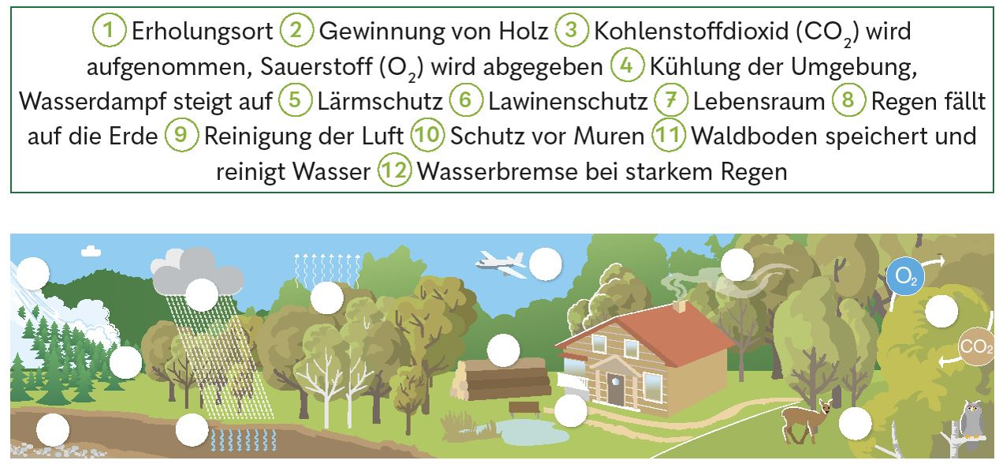 1 Erholungsort 2 Gewinnung von Holz 3 Kohlenstoffdioxid (CO₂) wird
aufgenommen, Sauerstoff (O₂) wird abgegeben 4 Kühlung der Umgebung,
Wasserdampf steigt auf 5 Lärmschutz 6 Lawinenschutz 7 Lebensraum 8 Regen fällt
auf die Erde 9 Reinigung der Luft 10 Schutz vor Muren 11 Waldboden speichert und
reinigt Wasser 12 Wasserbremse bei starkem Regen
O₂
CO₂